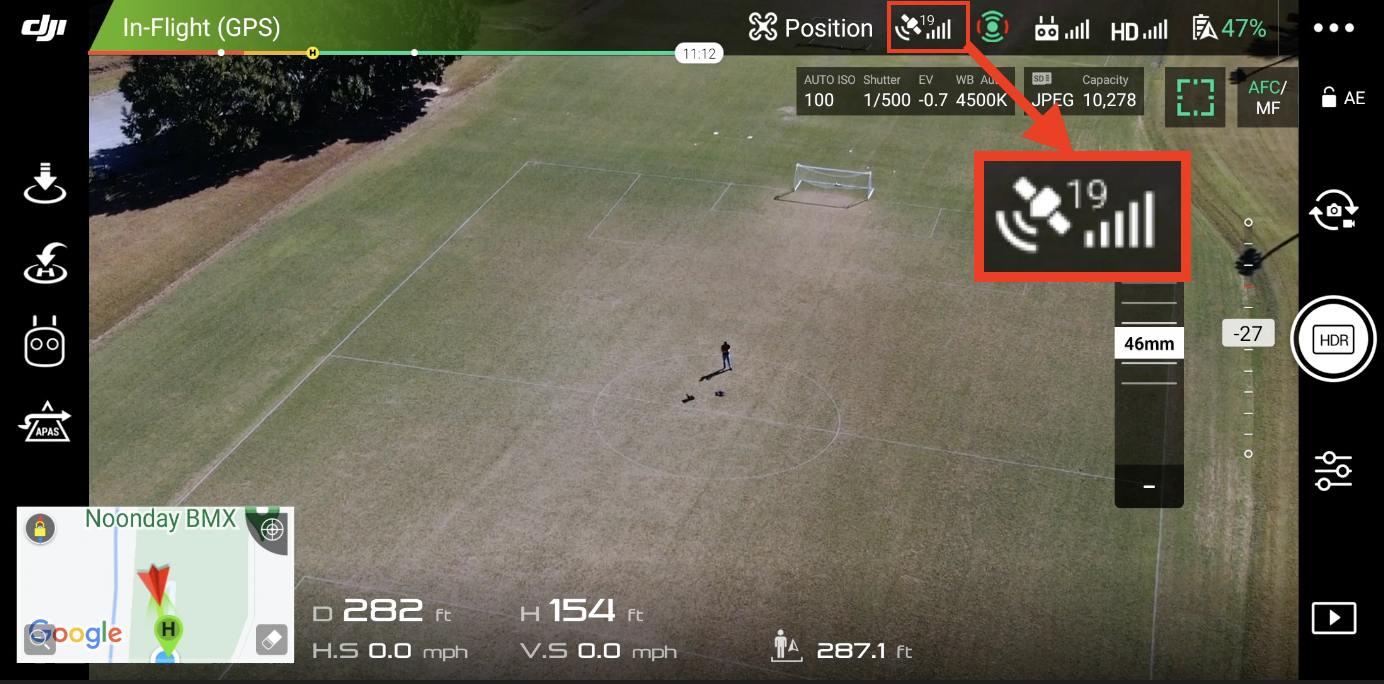 dji In-Flight (GPS) Position 19 HD 47%
11:12
AUTO ISO Shutter EV WB SD Capacity
100 1/500 -0.7 4500K JPEG 10,278
AFC/
MF
AE
19
46mm
-27
HDR
APAS
Noonday BMX
H
Google
D 282 ft H 154 ft
H.S 0.0 mph V.S 0.0 mph 287.1 ft